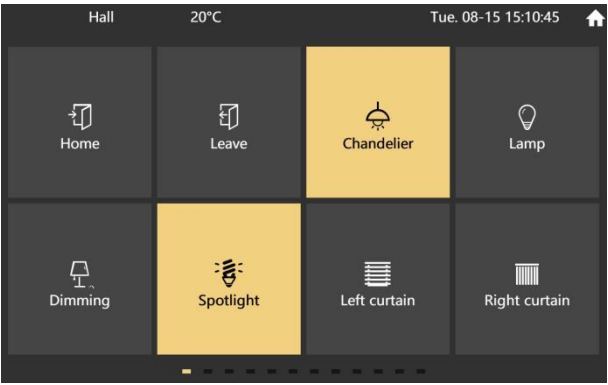 Hall 20°C Tue. 08-15 15:10:45
Home Leave Chandelier Lamp
Dimming Spotlight Left curtain Right curtain